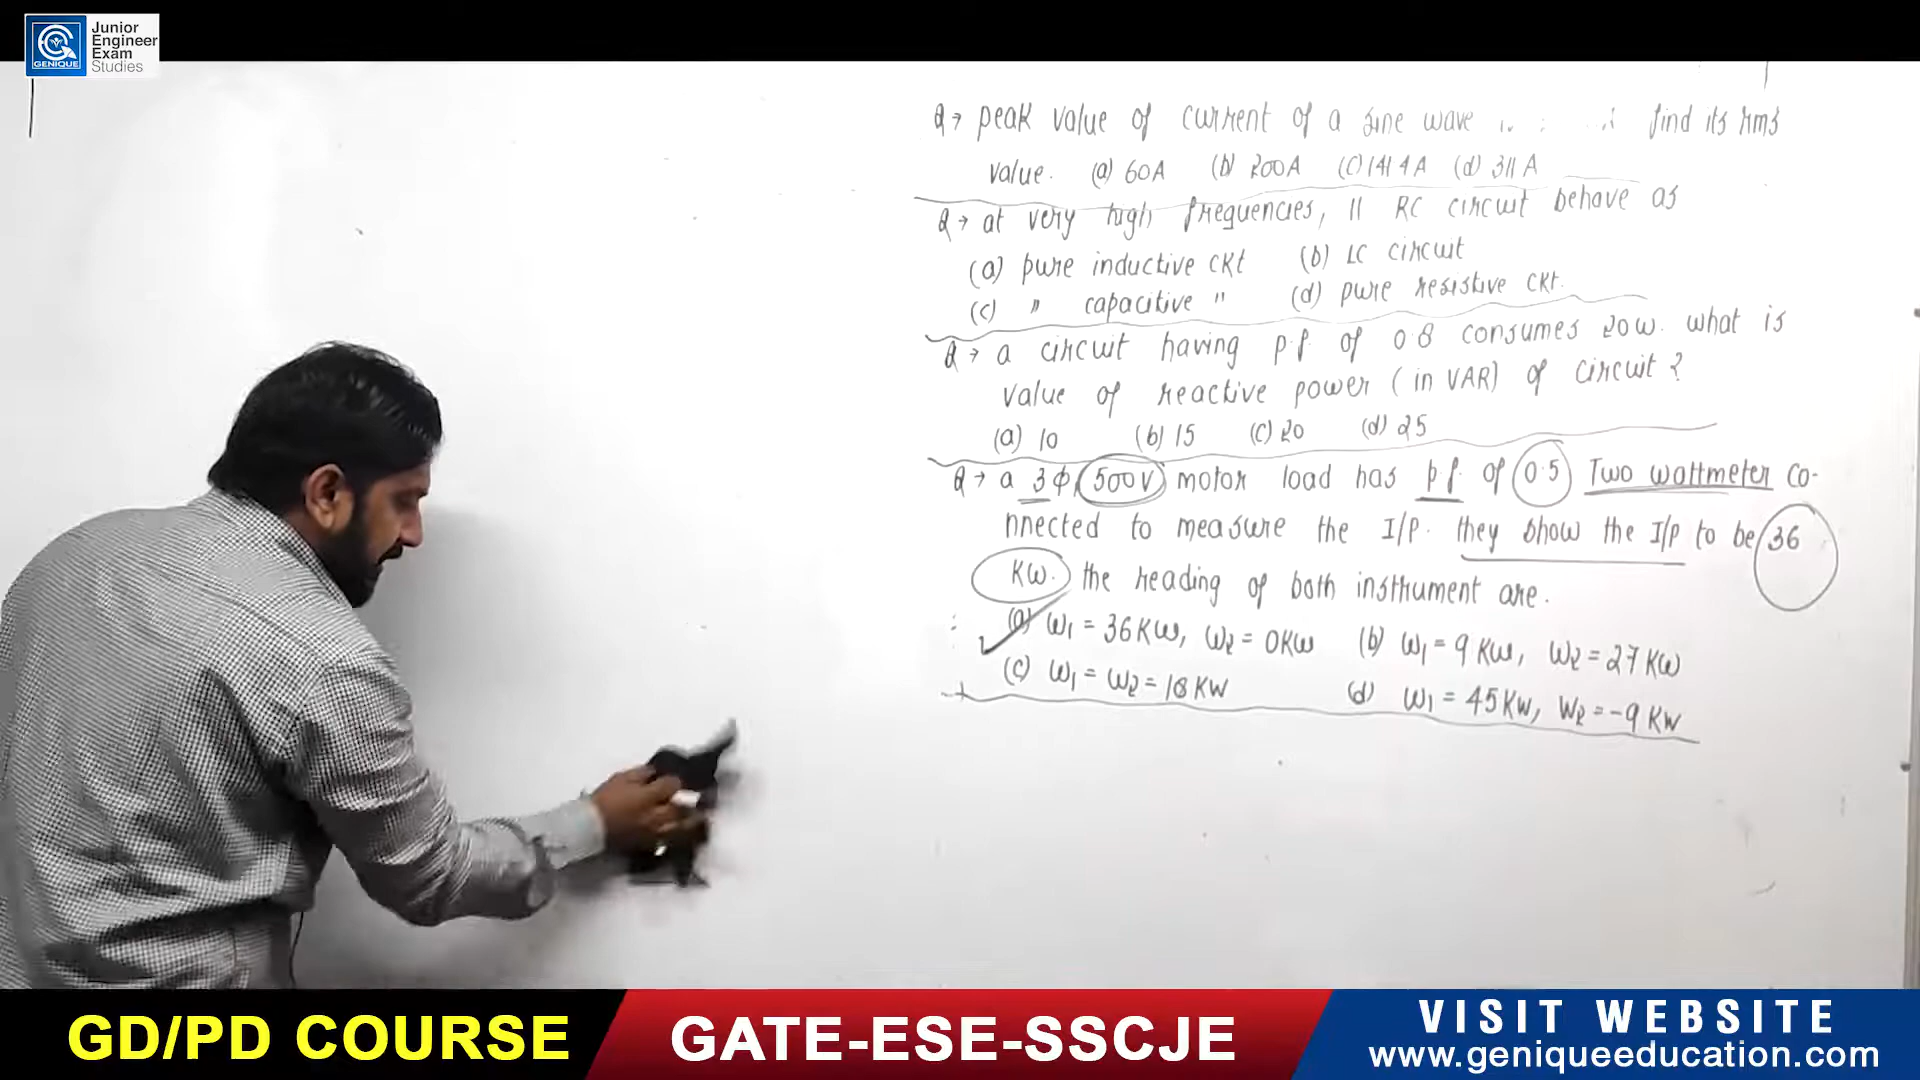 Junior
Engineer
Exam
Studies
GENIQUE
Q→ peak value of current of a sine wave find its rms
value. (a) 60A (b) 200A (c) 1414A (d) 311A
Q→ at very high frequencies, || RC circuit behave as
(a) pure inductive ckt (b) LC circuit
(c) " capacitive " (d) pure resistive ckt.
Q→ a circuit having p.f. of 0.8 consumes 20w. what is
value of reactive power (in VAR) of circuit?
(a) 10 (b) 15 (c) 20 (d) 25
Q→ a 3φ, 500V motor load has p.f. of 0.5 Two wattmeter co-
nnected to measure the I/P. they show the I/P to be 36
KW. the reading of both instrument are.
(a) W1 = 36KW, W2 = 0KW (b) W1 = 9 KW, W2 = 27 KW
(c) W1 = W2 = 18 KW (d) W1 = 45 KW, W2 = -9 KW
GD/PD COURSE
GATE-ESE-SSCJE
VISIT WEBSITE
www.geniqueeducation.com